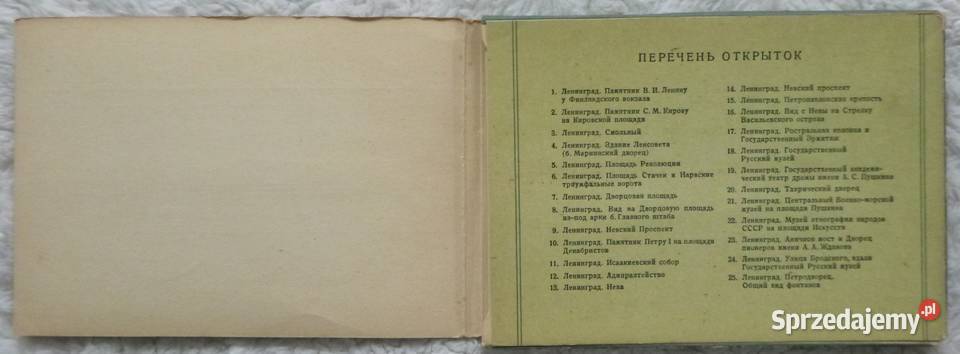 ПЕРЕЧЕНЬ ОТКРЫТОК
1. Ленинград. Памятник В. И. Ленину
у Финляндского вокзала
2. Ленинград. Памятник С. М. Кирову
на Кировской площади
3. Ленинград. Смольный
4. Ленинград. Здание Ленсовета
(б. Мариинский дворец)
5. Ленинград. Площадь Революции
6. Ленинград. Площадь Стачек и Нарвские
триумфальные ворота
7. Ленинград. Дворцовая площадь
8. Ленинград. Вид на Дворцовую площадь
из-под арки б. Главного штаба
9. Ленинград. Невский Проспект
10. Ленинград. Памятник Петру I на площади
Декабристов
11. Ленинград. Исаакиевский собор
12. Ленинград. Адмиралтейство
13. Ленинград. Нева
14. Ленинград. Невский проспект
15. Ленинград. Петропавловская крепость
16. Ленинград. Вид с Невы на Стрелку
Васильевского острова
17. Ленинград. Ростральная колонна и
Государственный Эрмитаж
18. Ленинград. Государственный
Русский музей
19. Ленинград. Государственный академи-
ческий театр драмы имени А. С. Пушкина
20. Ленинград. Таврический дворец
21. Ленинград. Центральный Военно-морской
музей на площади Пушкина
22. Ленинград. Музей этнографии народов
СССР на площади Искусств
23. Ленинград. Аничков мост и Дворец
пионеров имени А. А. Жданова
24. Ленинград. Улица Бродского, вдали
Государственный Русский музей
25. Ленинград. Петродворец.
Общий вид фонтанов
Sprzedajemy.pl